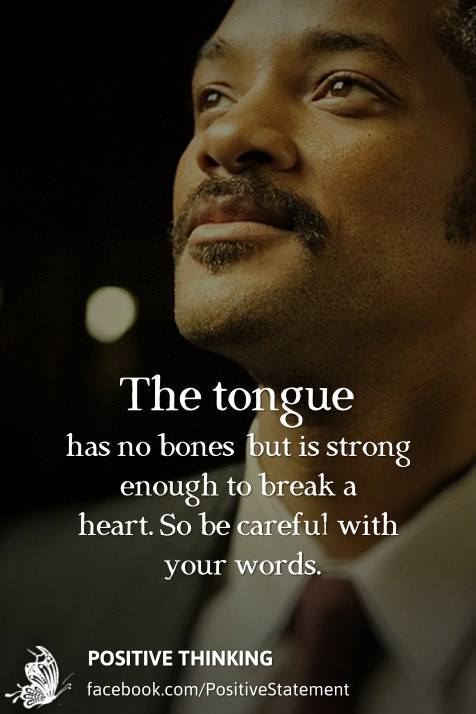 The tongue
has no bones but is strong
enough to break a
heart. So be careful with
your words.
POSITIVE THINKING
facebook.com/PositiveStatement